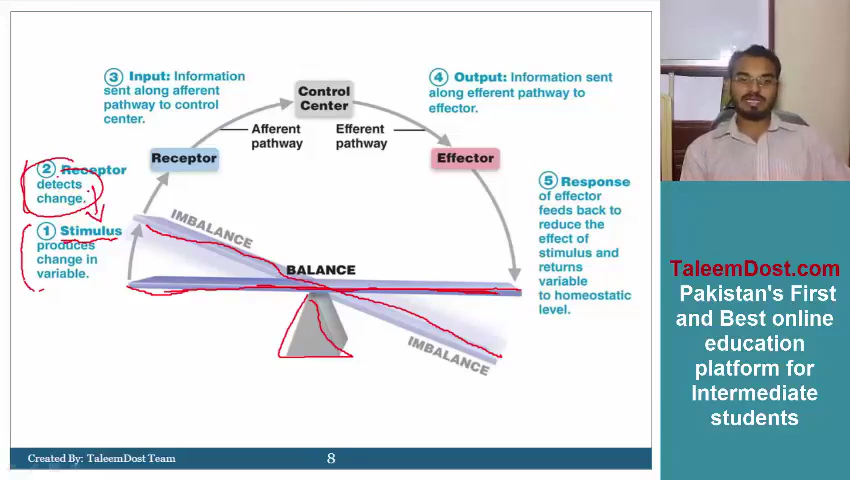 3 Input: Information
sent along afferent
pathway to control
center.
Control
Center
4 Output: Information sent
along efferent pathway to
effector.
Afferent
pathway
Efferent
pathway
Receptor
Effector
2 Receptor
detects
change.
1 Stimulus
produces
change in
variable.
IMBALANCE
BALANCE
IMBALANCE
5 Response
of effector
feeds back to
reduce the
effect of
stimulus and
returns
variable
to homeostatic
level.
TaleemDost.com
Pakistan's First
and Best online
education
platform for
Intermediate
students
Created By: TaleemDost Team
8